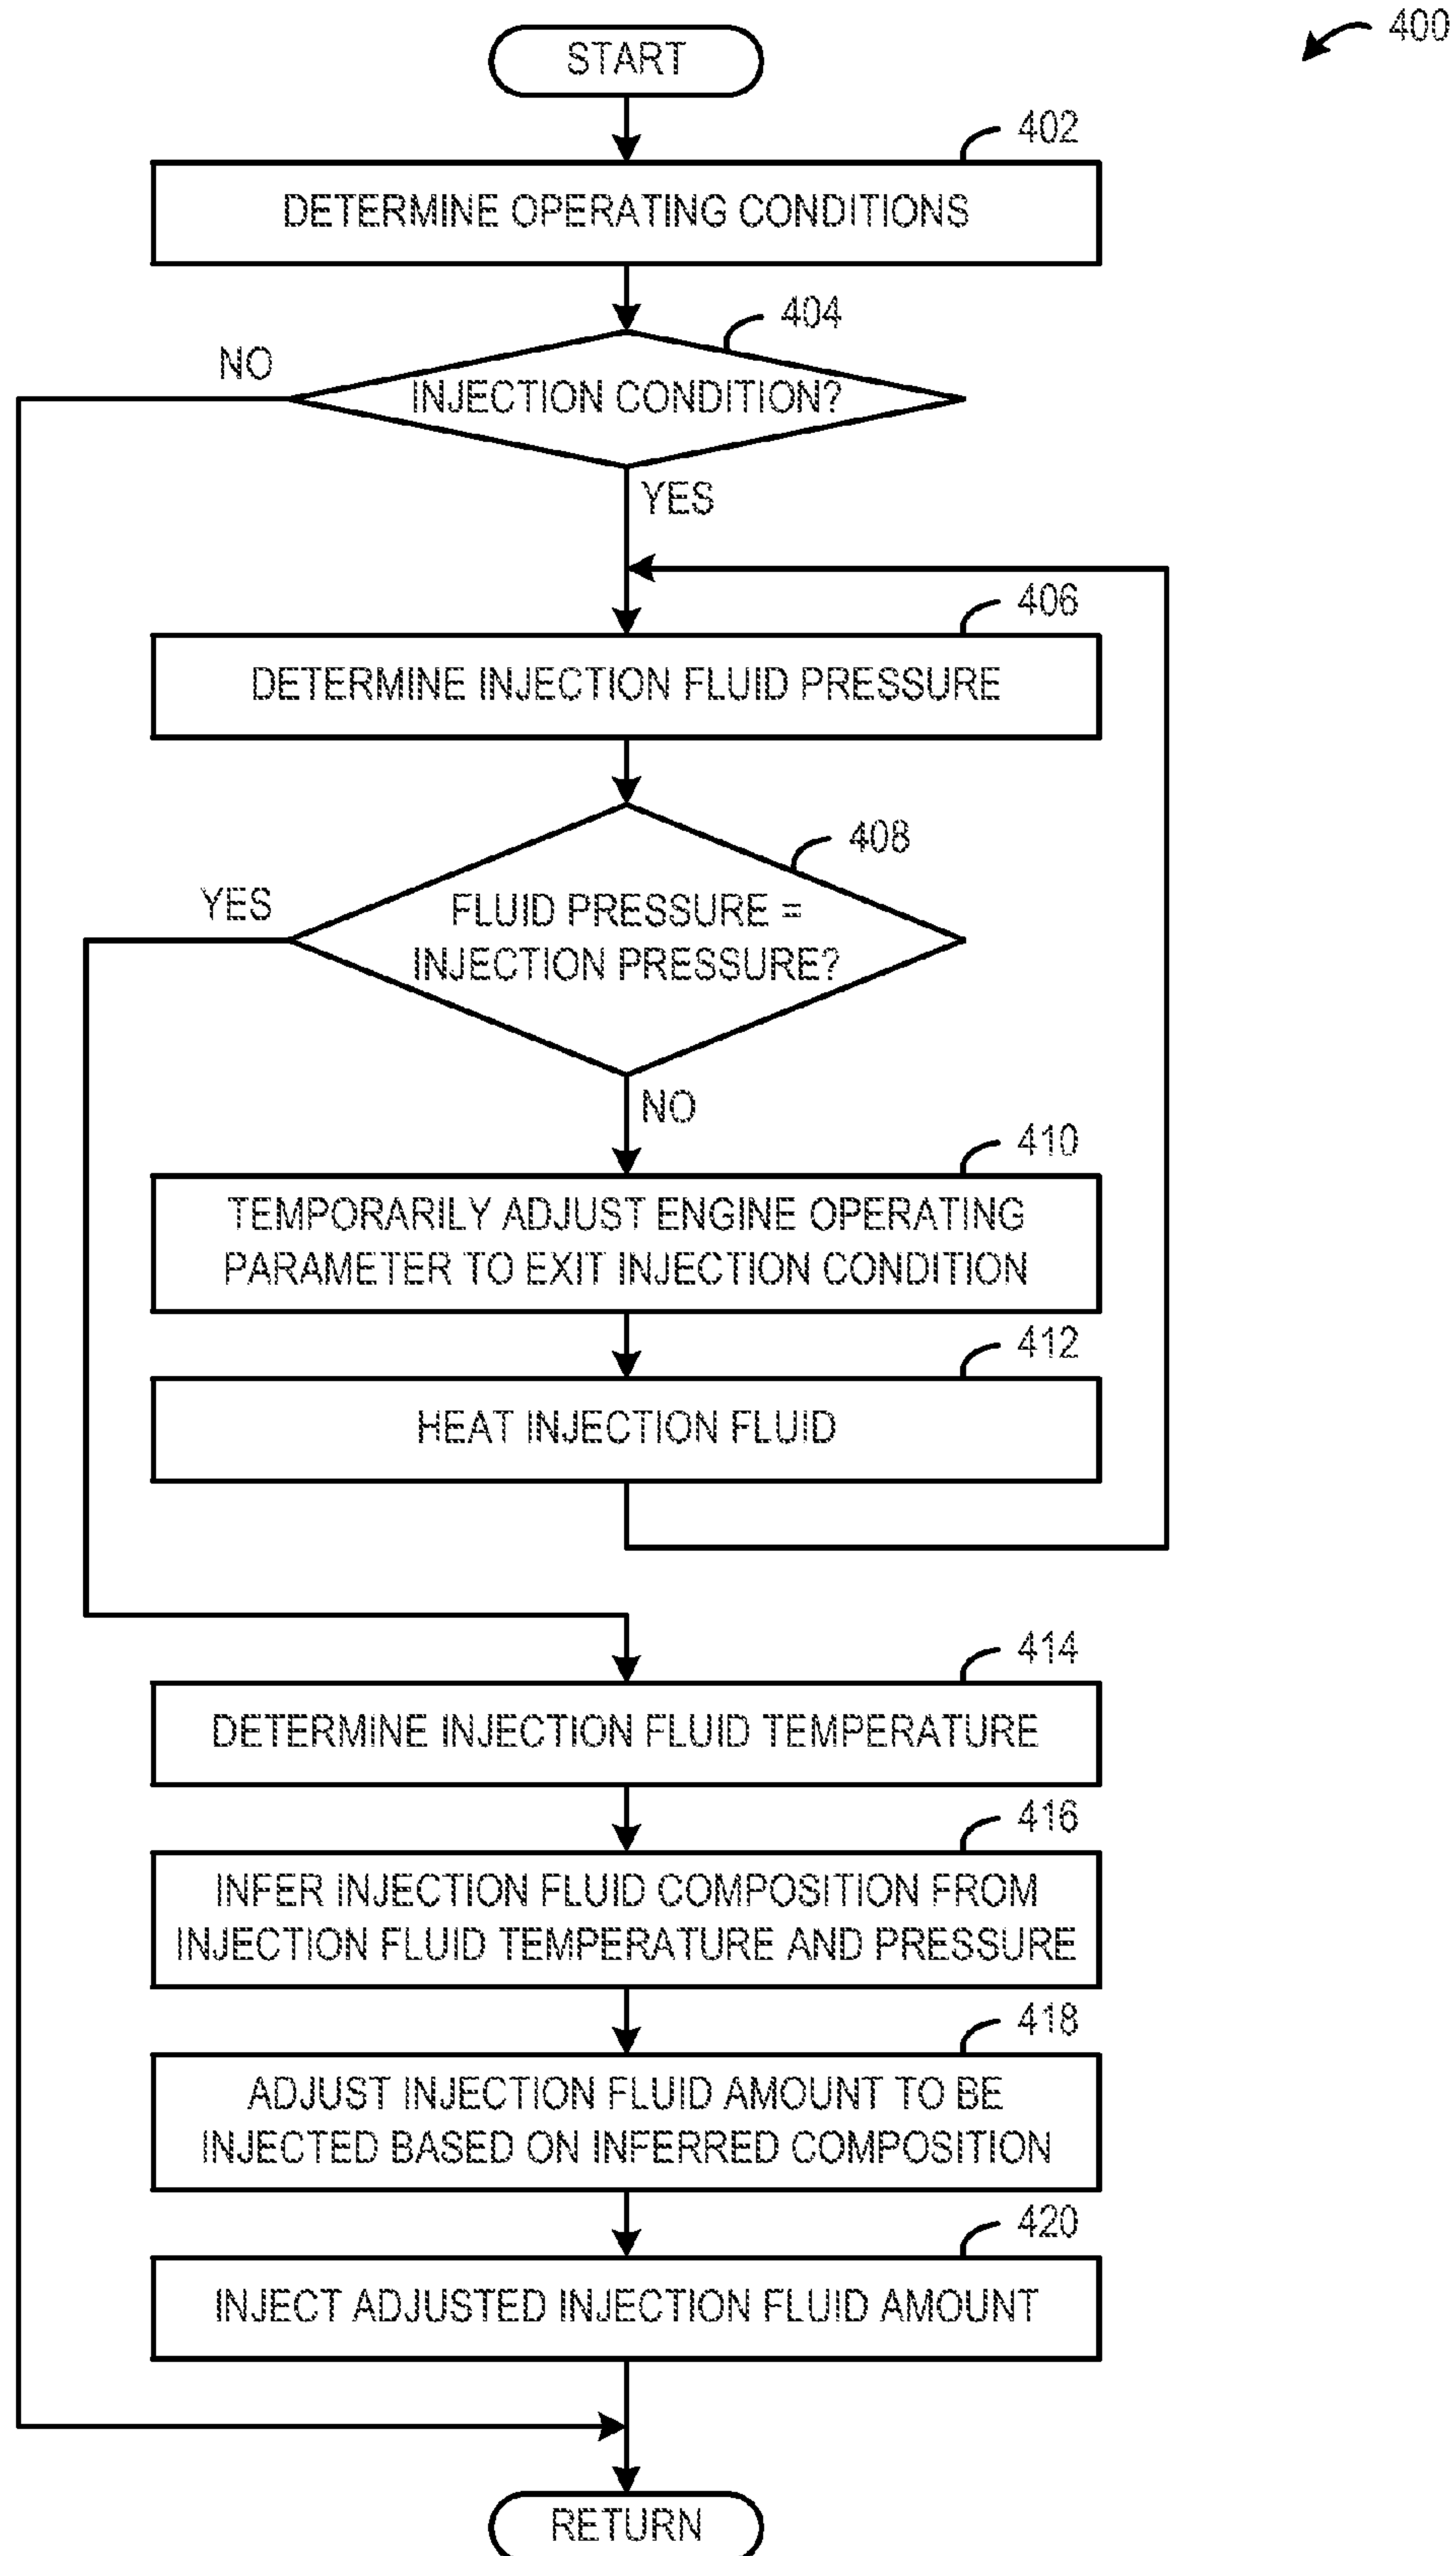 400
START
402
DETERMINE OPERATING CONDITIONS
404
NO
INJECTION CONDITION?
YES
406
DETERMINE INJECTION FLUID PRESSURE
408
YES
FLUID PRESSURE =
INJECTION PRESSURE?
NO
410
TEMPORARILY ADJUST ENGINE OPERATING
PARAMETER TO EXIT INJECTION CONDITION
412
HEAT INJECTION FLUID
414
DETERMINE INJECTION FLUID TEMPERATURE
416
INFER INJECTION FLUID COMPOSITION FROM
INJECTION FLUID TEMPERATURE AND PRESSURE
418
ADJUST INJECTION FLUID AMOUNT TO BE
INJECTED BASED ON INFERRED COMPOSITION
420
INJECT ADJUSTED INJECTION FLUID AMOUNT
RETURN